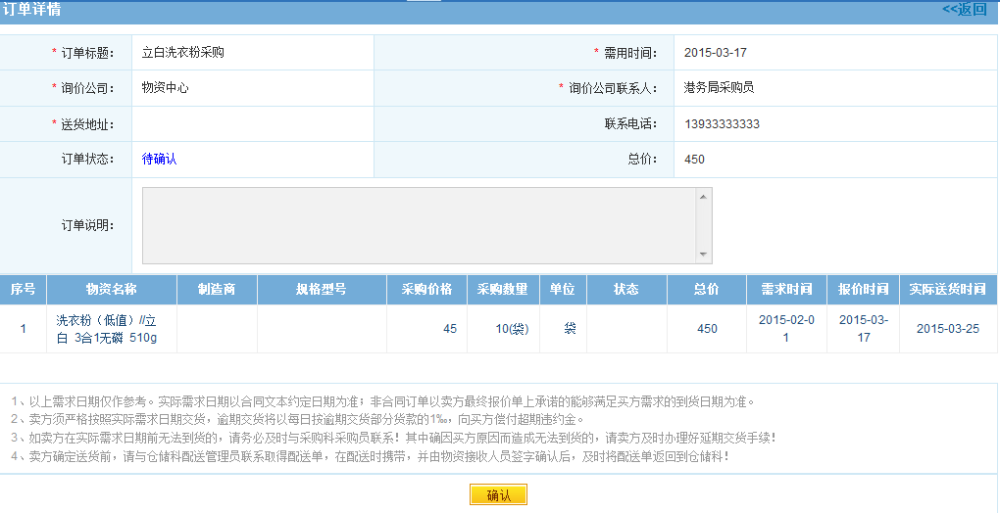 订单详情 <<返回
* 订单标题: 立白洗衣粉采购 * 需用时间: 2015-03-17
* 询价公司: 物资中心 * 询价公司联系人: 港务局采购员
* 送货地址: 联系电话: 13933333333
订单状态: 待确认 总价: 450
订单说明:
序号 物资名称 制造商 规格型号 采购价格 采购数量 单位 状态 总价 需求时间 报价时间 实际送货时间
1 洗衣粉（低值）//立白 3合1无磷 510g 45 10(袋) 袋 450 2015-02-01 2015-03-17 2015-03-25
1、以上需求日期仅作参考。实际需求日期以合同文本约定日期为准；非合同订单以卖方最终报价单上承诺的能够满足买方需求的到货日期为准。
2、卖方须严格按照实际需求日期交货，逾期交货将以每日按逾期交货部分货款的1‰，向买方偿付超期违约金。
3、如卖方在实际需求日期前无法到货的，请务必及时与采购科采购员联系！其中确因买方原因而造成无法到货的，请卖方及时办理好延期交货手续！
4、卖方确定送货前，请与仓储科配送管理员联系取得配送单，在配送时携带，并由物资接收人员签字确认后，及时将配送单返回到仓储科！
确认